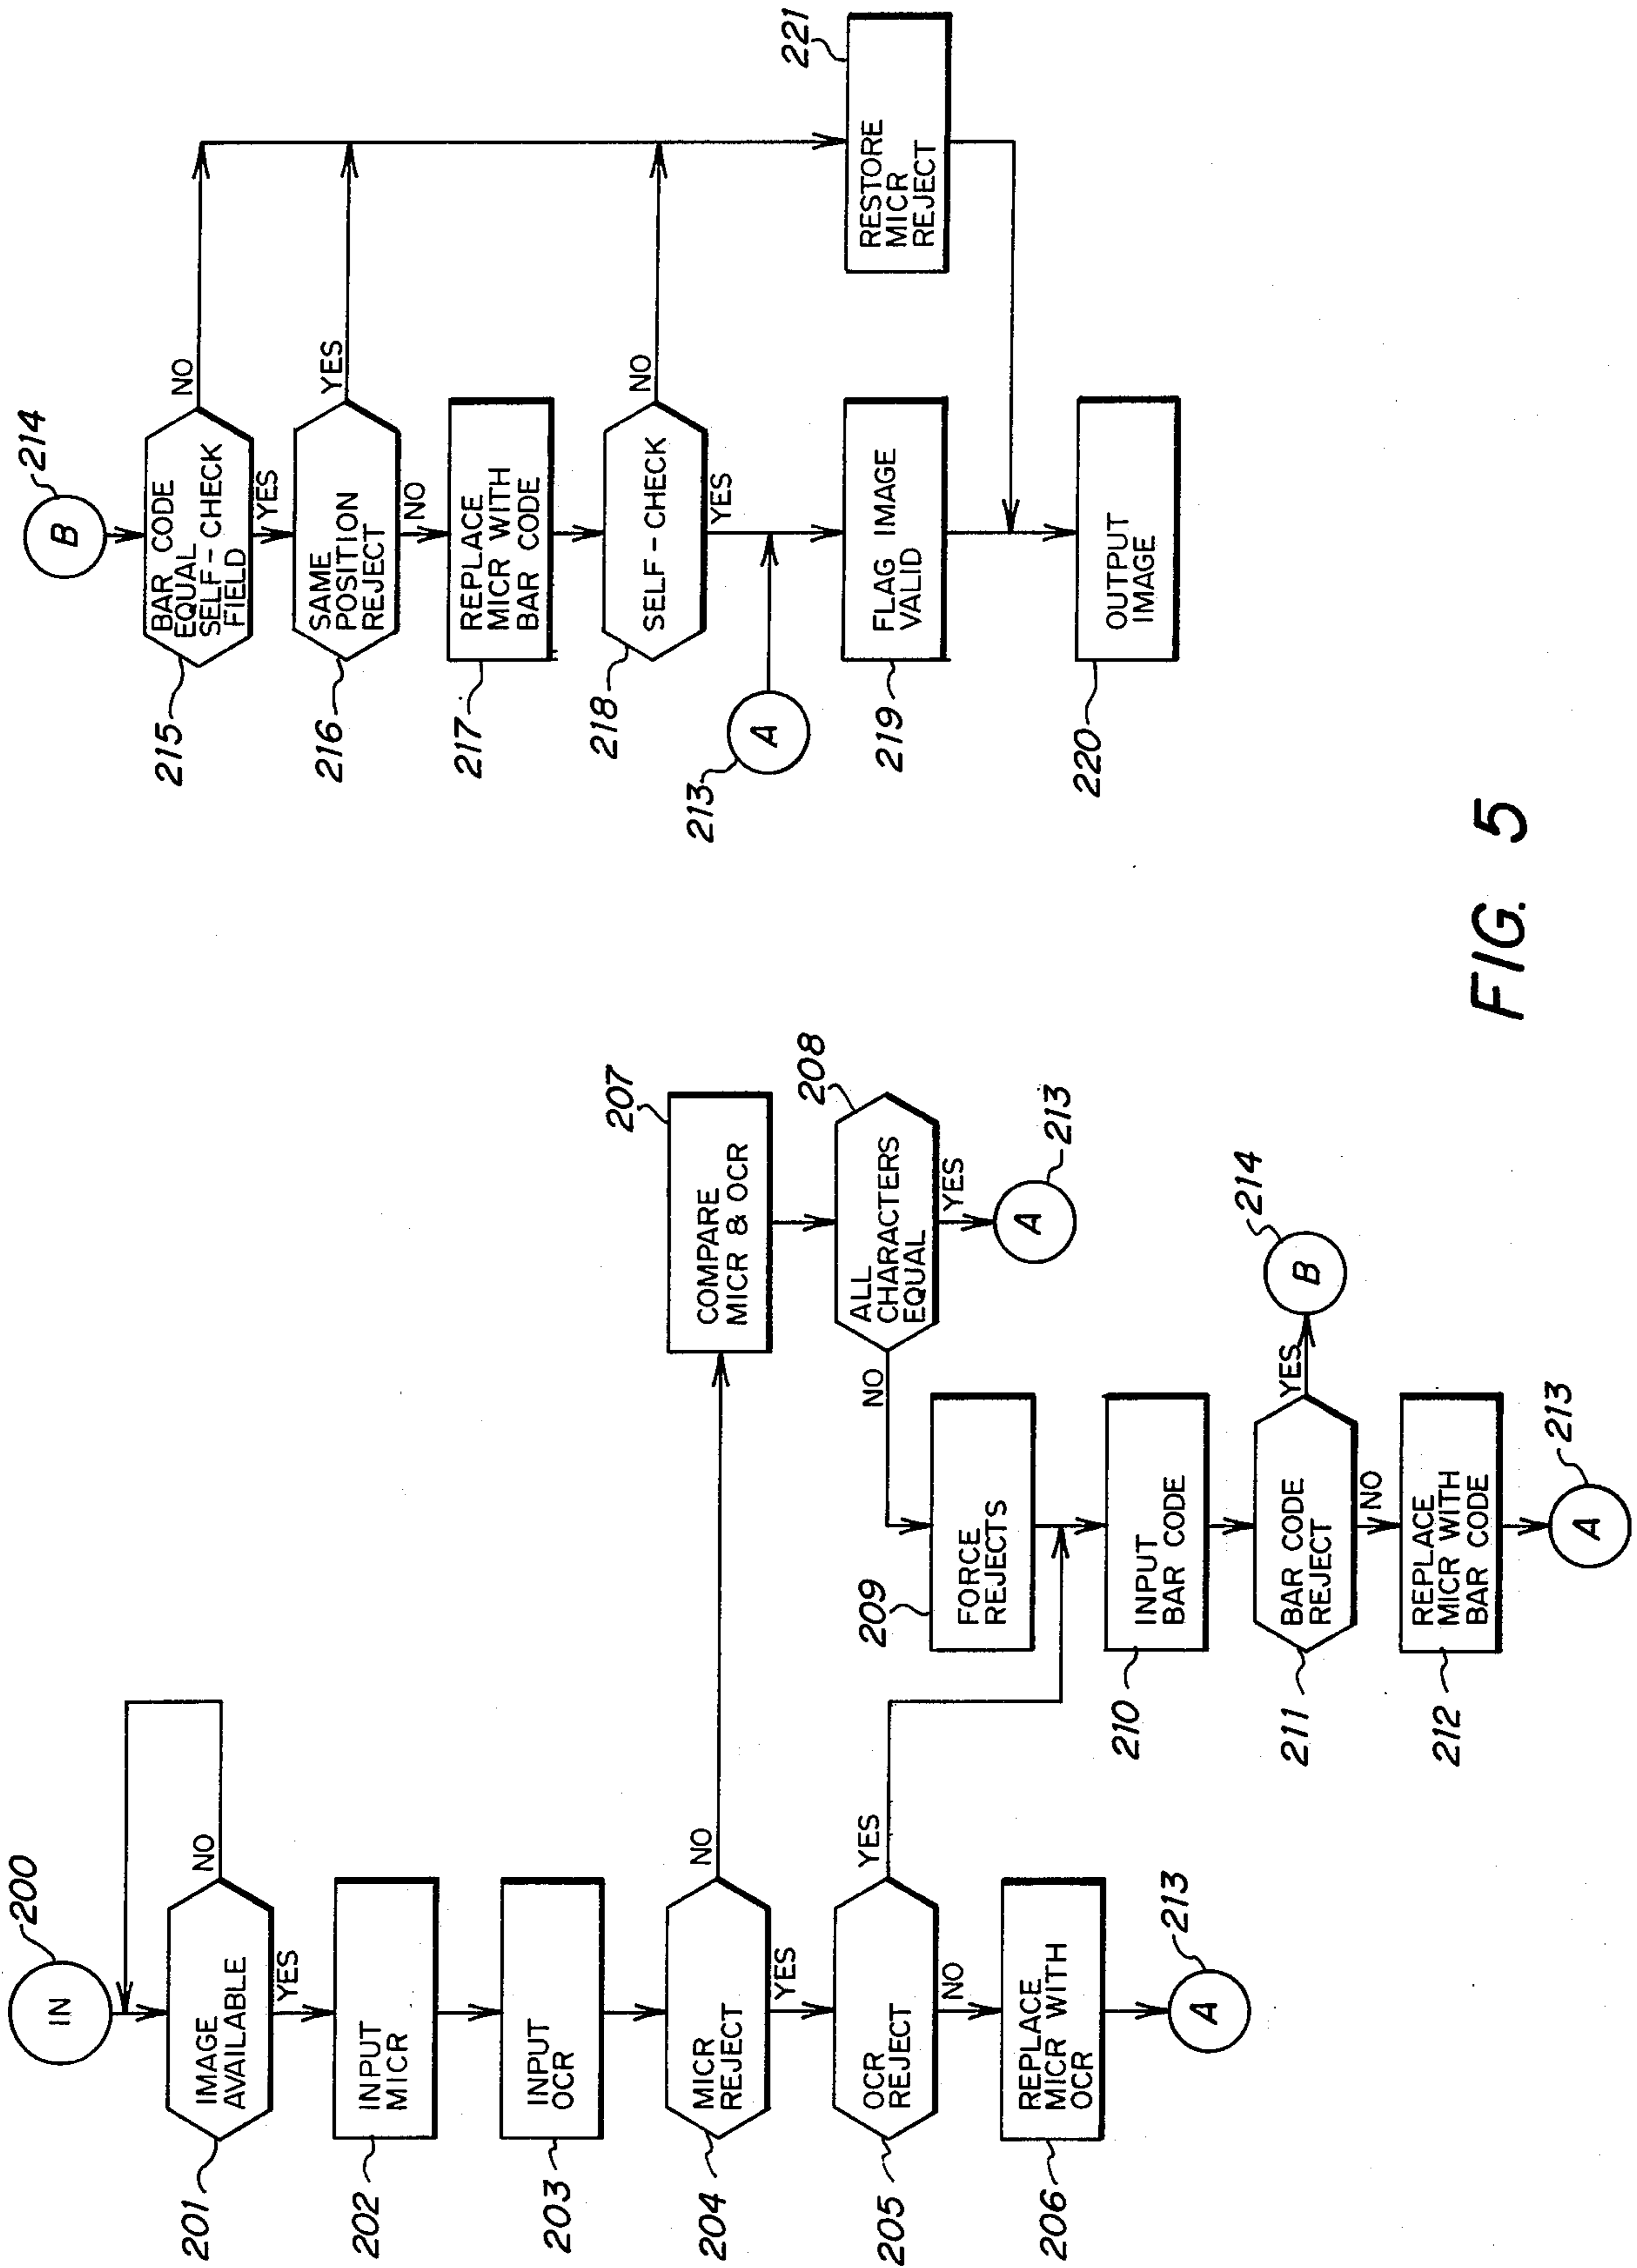 IN
200
IMAGE
AVAILABLE
NO
YES
201
INPUT
MICR
202
INPUT
OCR
203
MICR
REJECT
NO
YES
204
OCR
REJECT
YES
NO
205
REPLACE
MICR WITH
OCR
206
A
213
COMPARE
MICR & OCR
207
ALL
CHARACTERS
EQUAL
208
NO
YES
A
213
FORCE
REJECTS
209
INPUT
BAR CODE
210
BAR CODE
REJECT
YES
NO
211
B
214
REPLACE
MICR WITH
BAR CODE
212
A
213
B
214
BAR CODE
EQUAL
SELF-CHECK
FIELD
NO
YES
215
SAME
POSITION
REJECT
YES
NO
216
REPLACE
MICR WITH
BAR CODE
217
SELF-CHECK
NO
YES
218
A
213
FLAG IMAGE
VALID
219
OUTPUT
IMAGE
220
RESTORE
MICR
REJECT
221
FIG. 5